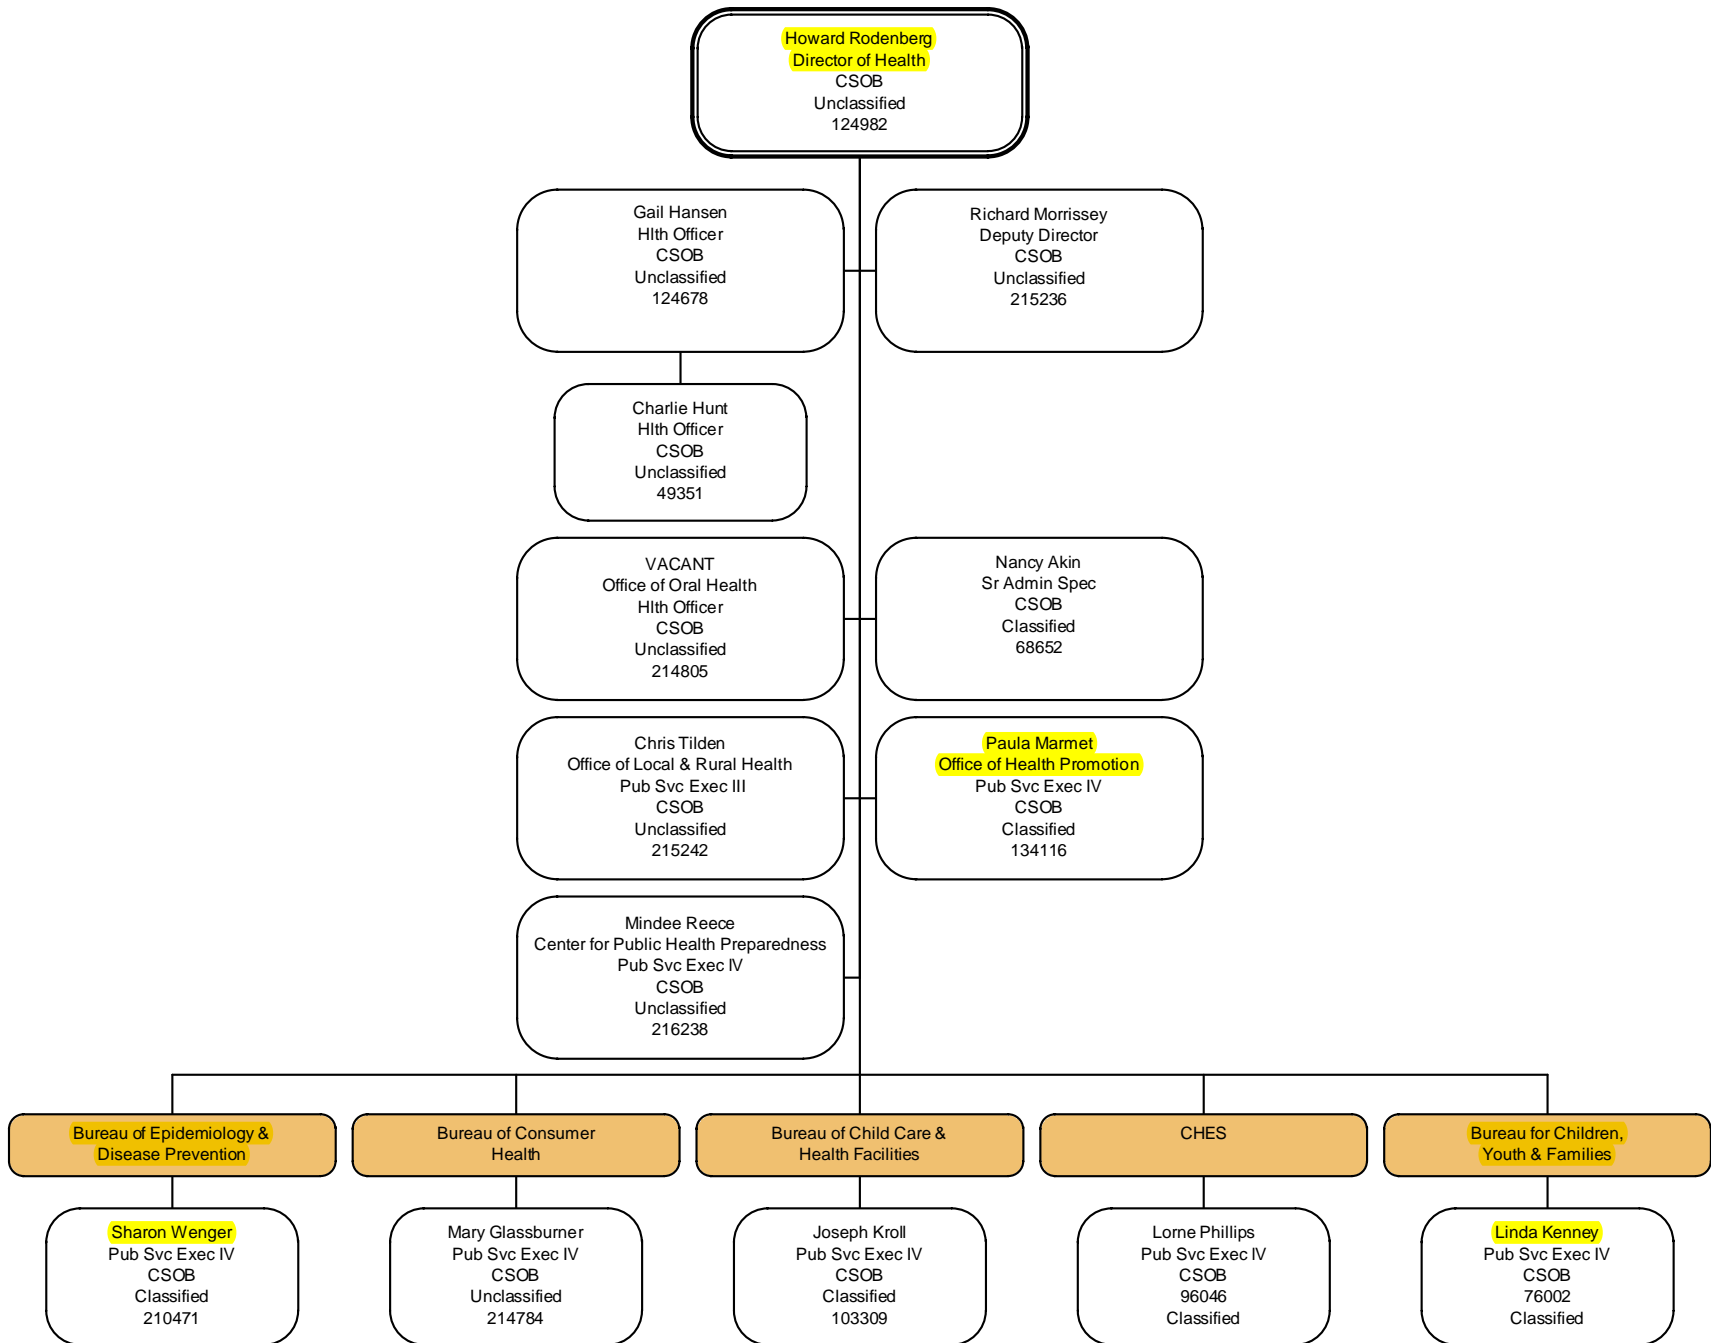 Howard Rodenberg
Director of Health
CSOB
Unclassified
124982
Gail Hansen
Hlth Officer
CSOB
Unclassified
124678
Richard Morrissey
Deputy Director
CSOB
Unclassified
215236
Charlie Hunt
Hlth Officer
CSOB
Unclassified
49351
VACANT
Office of Oral Health
Hlth Officer
CSOB
Unclassified
214805
Nancy Akin
Sr Admin Spec
CSOB
Classified
68652
Chris Tilden
Office of Local & Rural Health
Pub Svc Exec III
CSOB
Unclassified
215242
Paula Marmet
Office of Health Promotion
Pub Svc Exec IV
CSOB
Classified
134116
Mindee Reece
Center for Public Health Preparedness
Pub Svc Exec IV
CSOB
Unclassified
216238
Bureau of Epidemiology &
Disease Prevention
Bureau of Consumer
Health
Bureau of Child Care &
Health Facilities
CHES
Bureau for Children,
Youth & Families
Sharon Wenger
Pub Svc Exec IV
CSOB
Classified
210471
Mary Glassburner
Pub Svc Exec IV
CSOB
Unclassified
214784
Joseph Kroll
Pub Svc Exec IV
CSOB
Classified
103309
Lorne Phillips
Pub Svc Exec IV
CSOB
96046
Classified
Linda Kenney
Pub Svc Exec IV
CSOB
76002
Classified